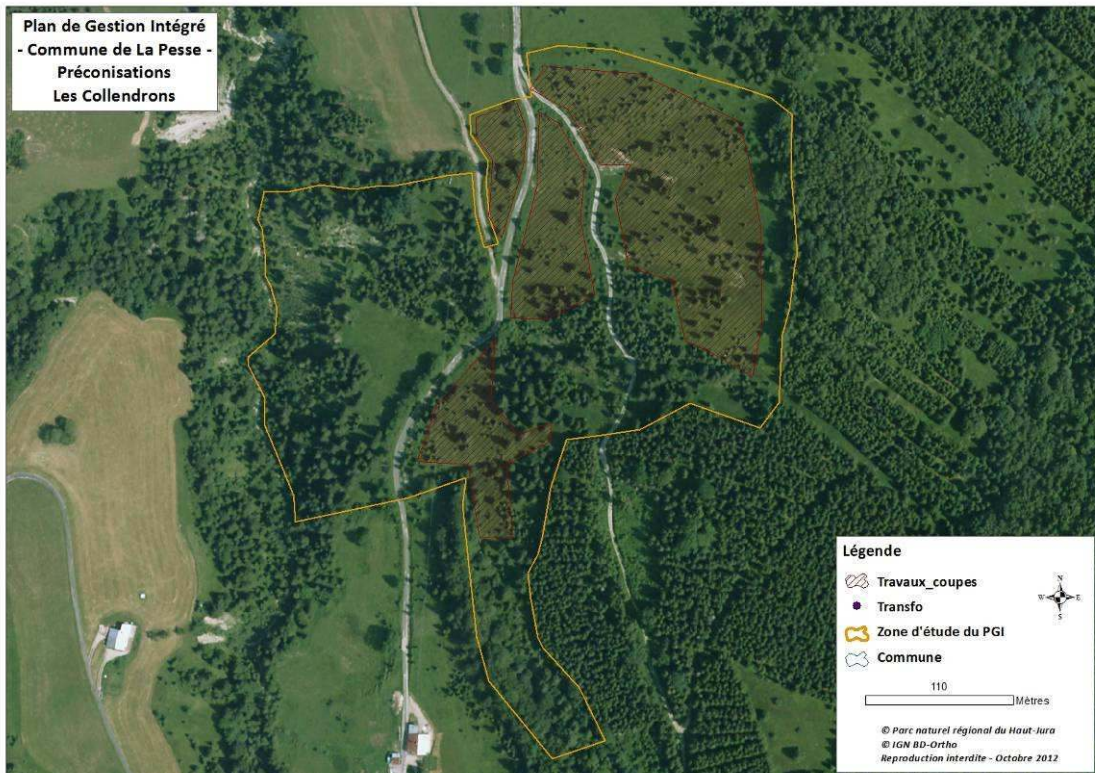 Plan de Gestion Intégré
- Commune de La Pesse -
Préconisations
Les Collendrons
Légende
Travaux_coupes
Transfo
Zone d'étude du PGI
Commune
N
W E
S
110
Mètres
© Parc naturel régional du Haut-Jura
© IGN BD-Ortho
Reproduction interdite - Octobre 2012